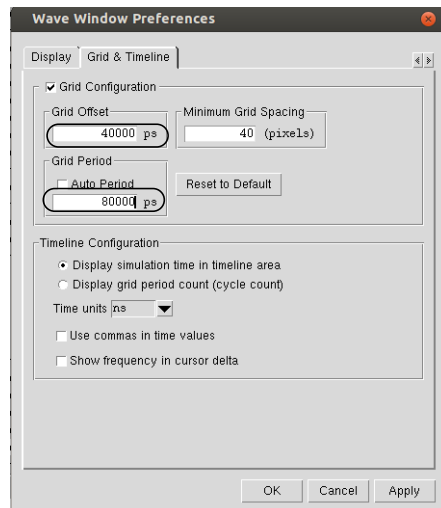 Wave Window Preferences
Display
Grid & Timeline
Grid Configuration
Grid Offset
40000 ps
Minimum Grid Spacing
40 (pixels)
Grid Period
Auto Period
80000 ps
Reset to Default
Timeline Configuration
Display simulation time in timeline area
Display grid period count (cycle count)
Time units ns
Use commas in time values
Show frequency in cursor delta
OK
Cancel
Apply